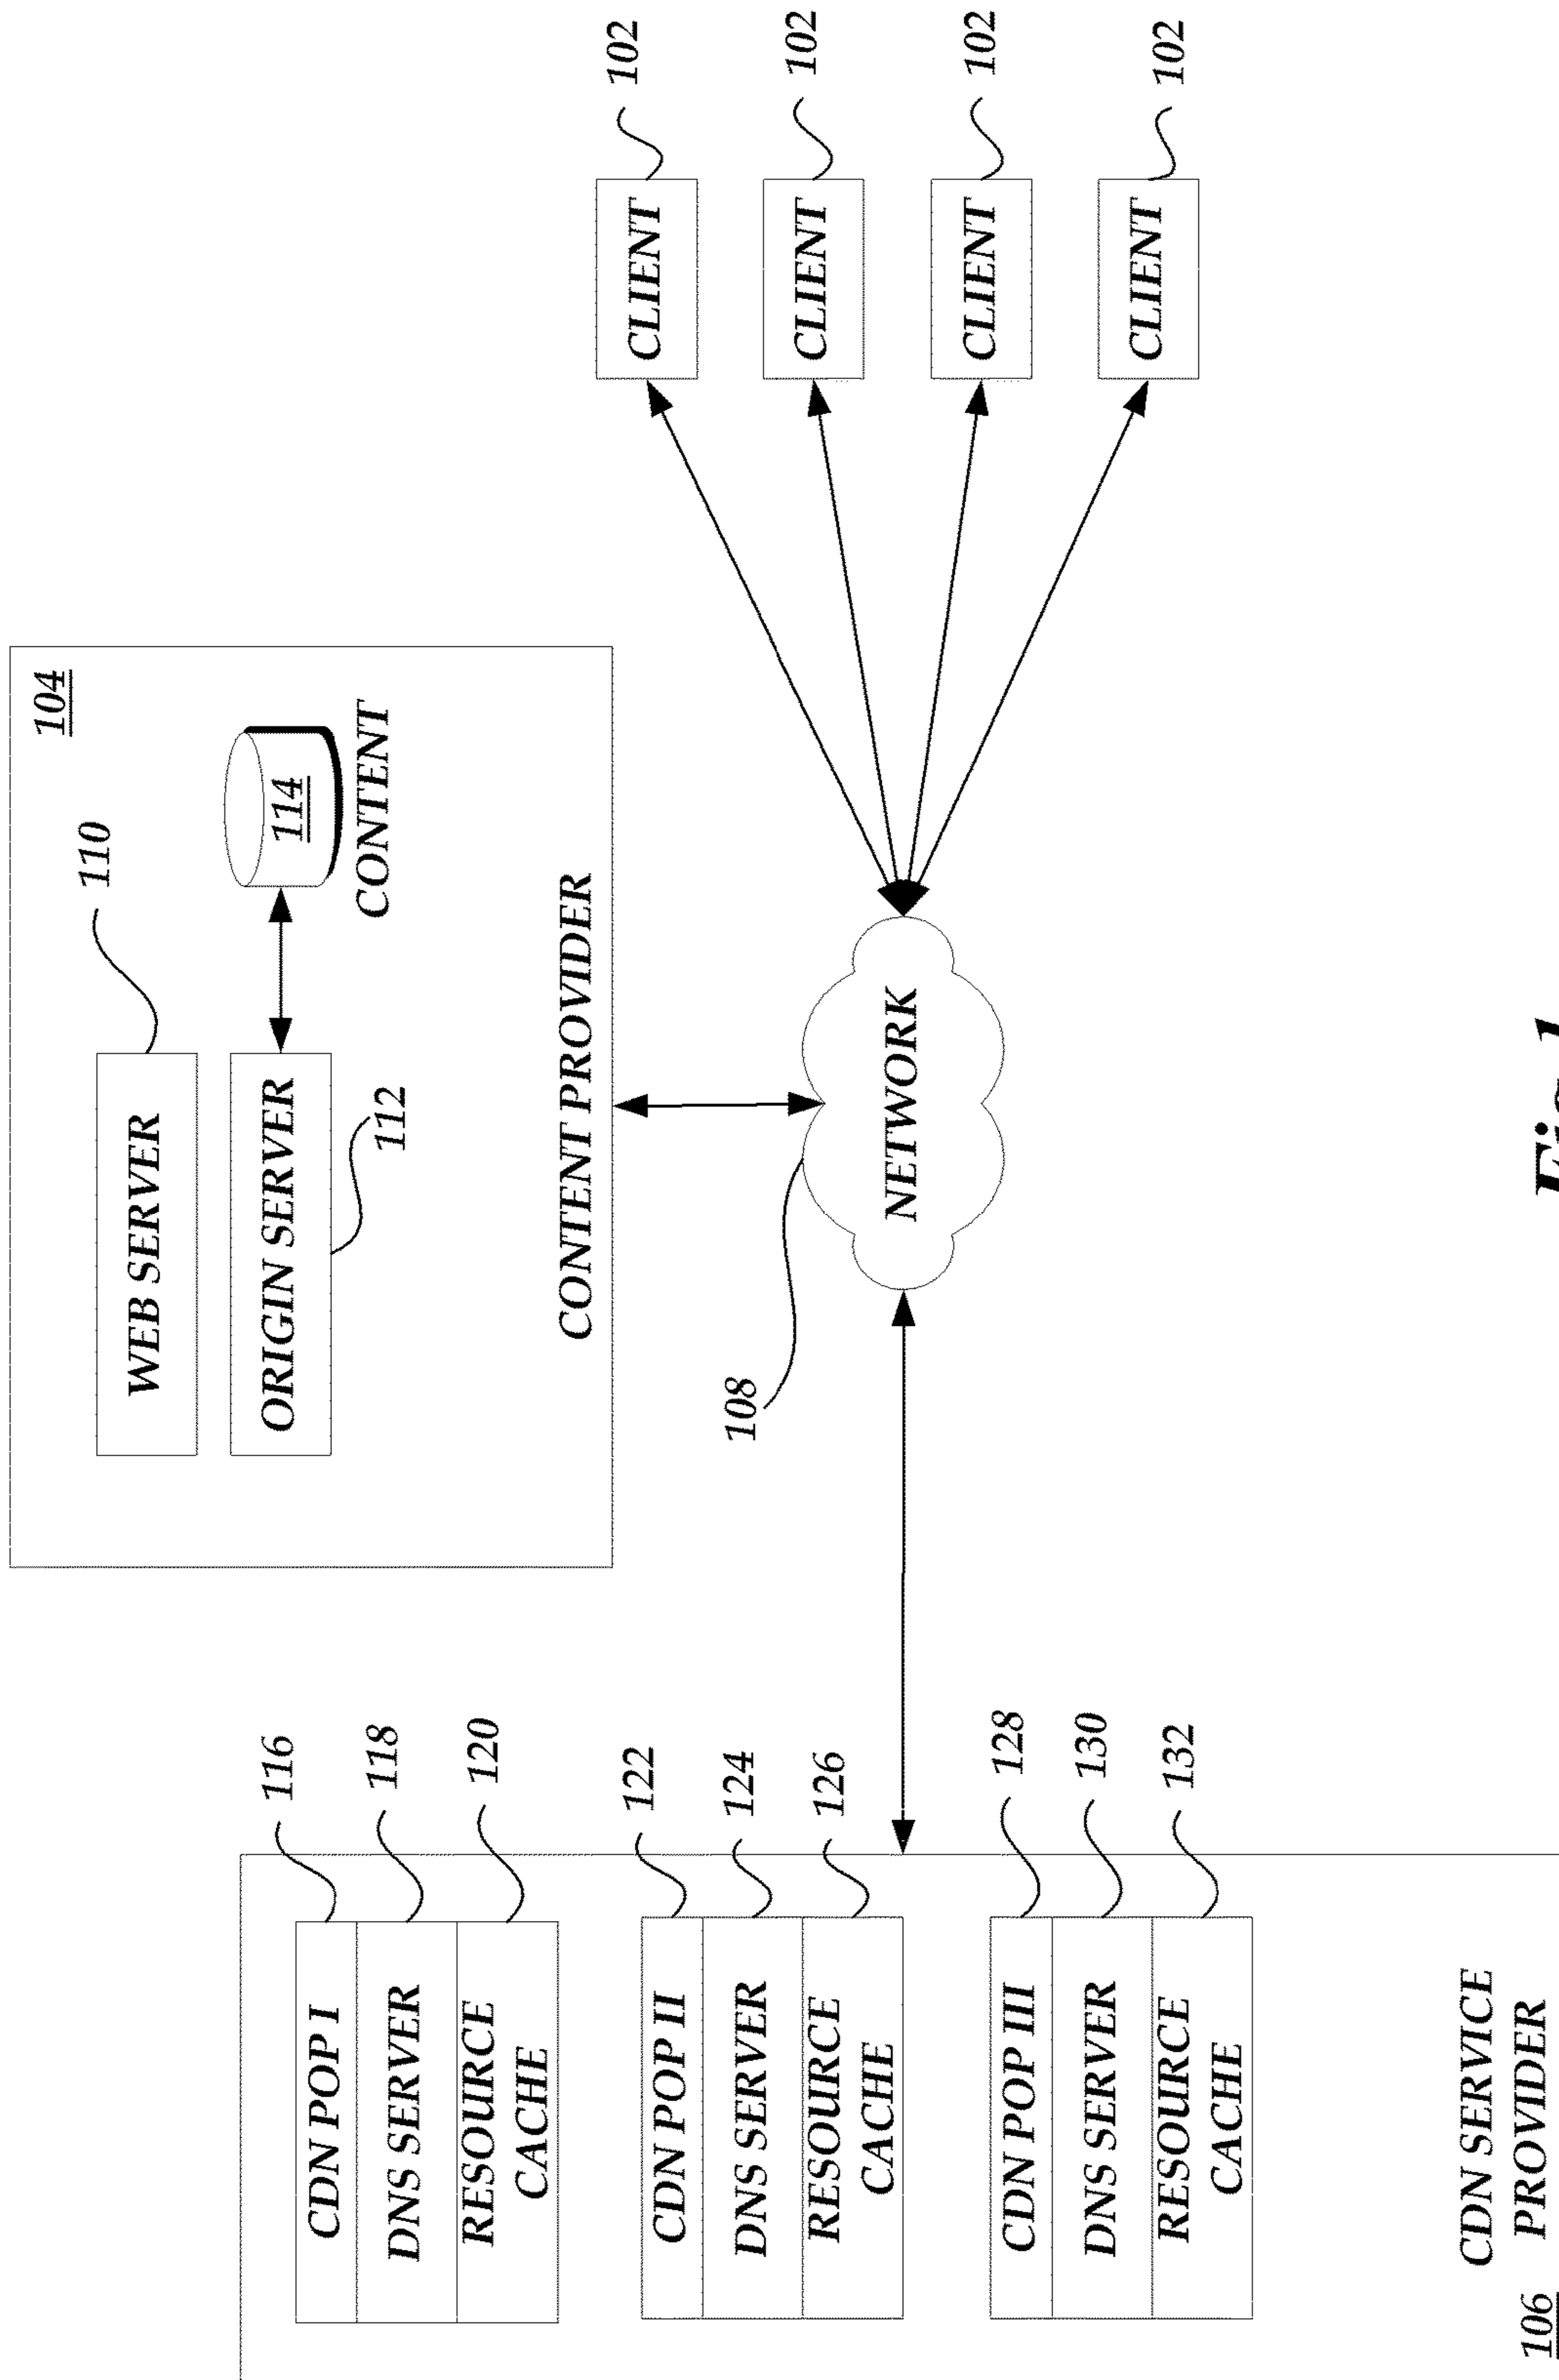 CDN POP I
116
DNS SERVER
118
RESOURCE
CACHE
120
CDN POP II
122
DNS SERVER
124
RESOURCE
CACHE
126
CDN POP III
128
DNS SERVER
130
RESOURCE
CACHE
132
CDN SERVICE
PROVIDER
106
104
WEB SERVER
110
ORIGIN SERVER
112
114
CONTENT
CONTENT PROVIDER
108
NETWORK
CLIENT
102
CLIENT
102
CLIENT
102
CLIENT
102
Fig. 1